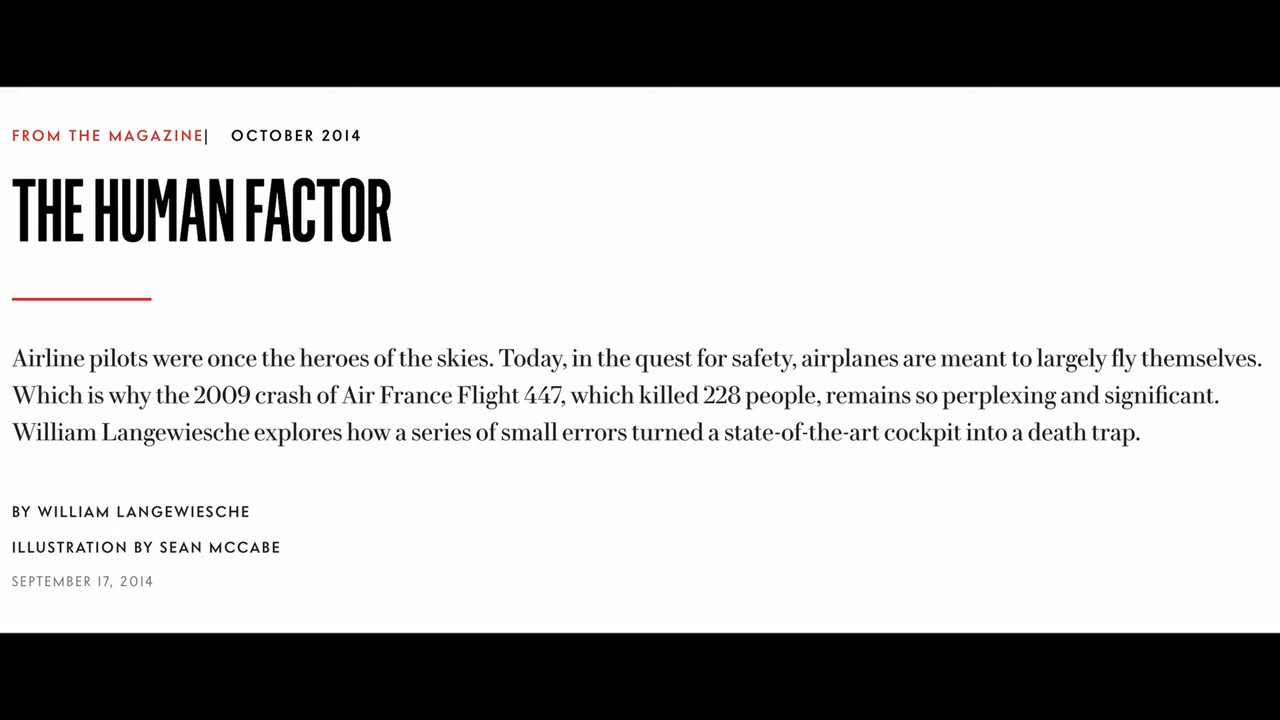 FROM THE MAGAZINE| OCTOBER 2014
THE HUMAN FACTOR
Airline pilots were once the heroes of the skies. Today, in the quest for safety, airplanes are meant to largely fly themselves.
Which is why the 2009 crash of Air France Flight 447, which killed 228 people, remains so perplexing and significant.
William Langewiesche explores how a series of small errors turned a state-of-the-art cockpit into a death trap.
BY WILLIAM LANGEWIESCHE
ILLUSTRATION BY SEAN MCCABE
SEPTEMBER 17, 2014